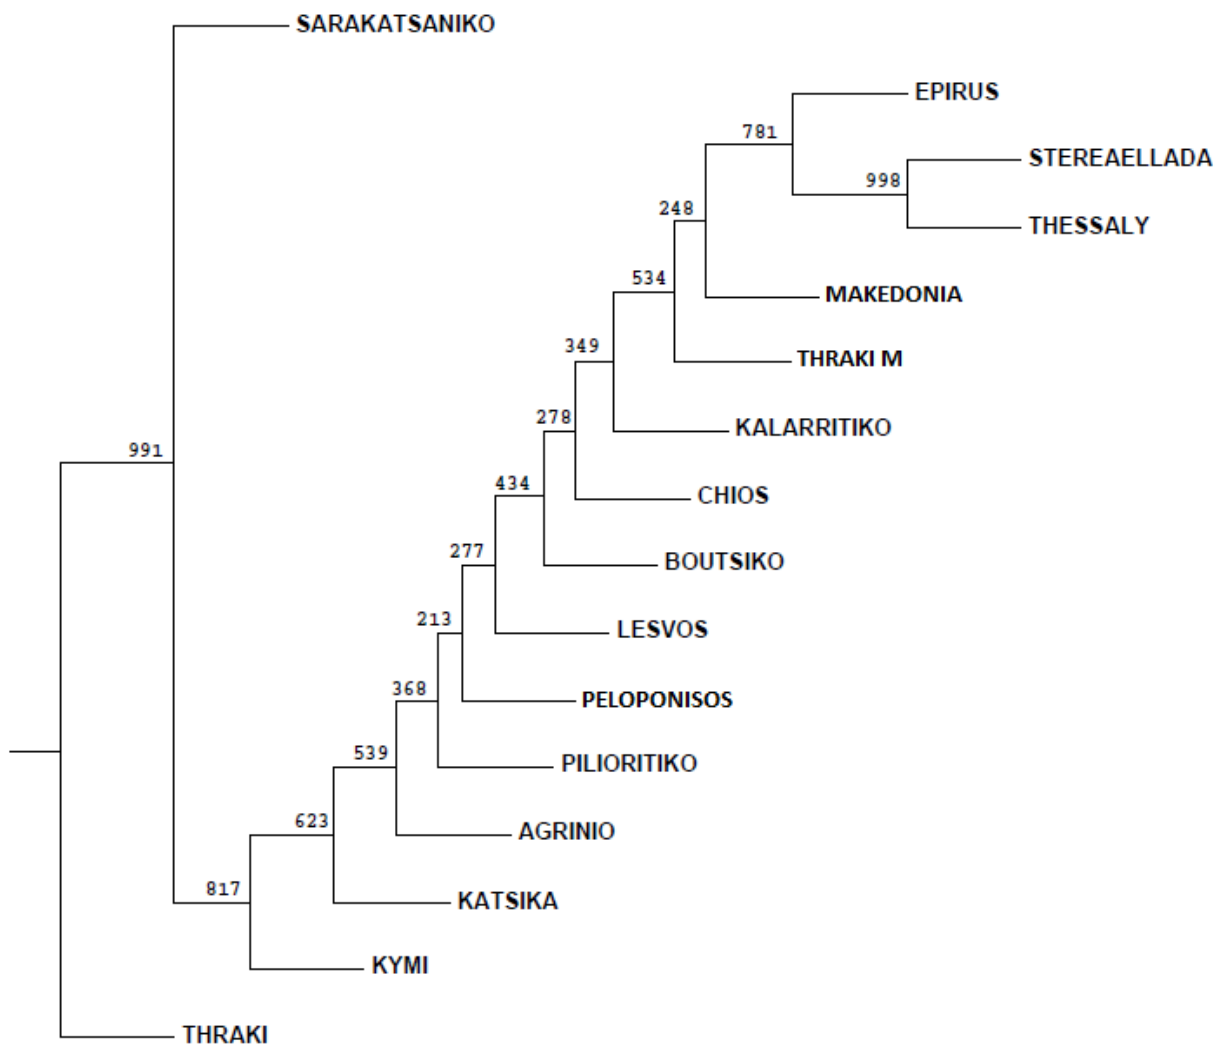 SARAKATSANIKO
EPIRUS
781
STEREAELLADA
998
248
THESSALY
534
MAKEDONIA
349
THRAKI M
278
KALARRITIKO
991
434
CHIOS
277
BOUTSIKO
213
LESVOS
368
PELOPONISOS
539
PILIORITIKO
623
AGRINIO
817
KATSIKA
KYMI
THRAKI